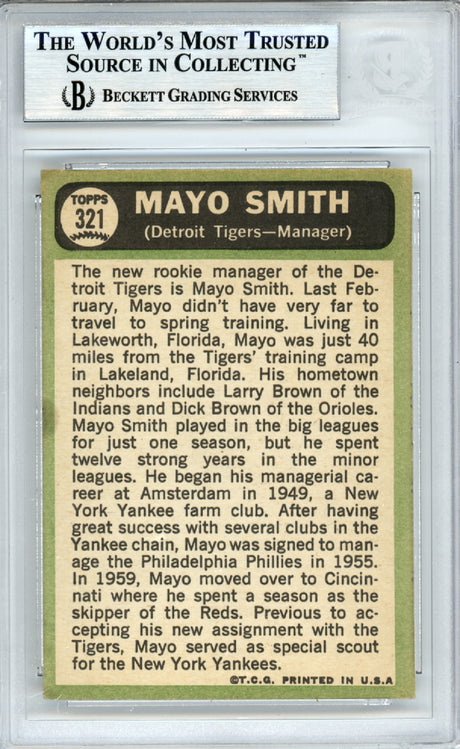 THE WORLD'S MOST TRUSTED
SOURCE IN COLLECTING™
B BECKETT GRADING SERVICES
TOPPS
321
MAYO SMITH
(Detroit Tigers—Manager)
The new rookie manager of the De-
troit Tigers is Mayo Smith. Last Feb-
ruary, Mayo didn't have very far to
travel to spring training. Living in
Lakeworth, Florida, Mayo was just 40
miles from the Tigers' training camp
in Lakeland, Florida. His hometown
neighbors include Larry Brown of the
Indians and Dick Brown of the Orioles.
Mayo Smith played in the big leagues
for just one season, but he spent
twelve strong years in the minor
leagues. He began his managerial ca-
reer at Amsterdam in 1949, a New
York Yankee farm club. After having
great success with several clubs in the
Yankee chain, Mayo was signed to man-
age the Philadelphia Phillies in 1955.
In 1959, Mayo moved over to Cincin-
nati where he spent a season as the
skipper of the Reds. Previous to ac-
cepting his new assignment with the
Tigers, Mayo served as special scout
for the New York Yankees.
©T.C.G. PRINTED IN U.S.A